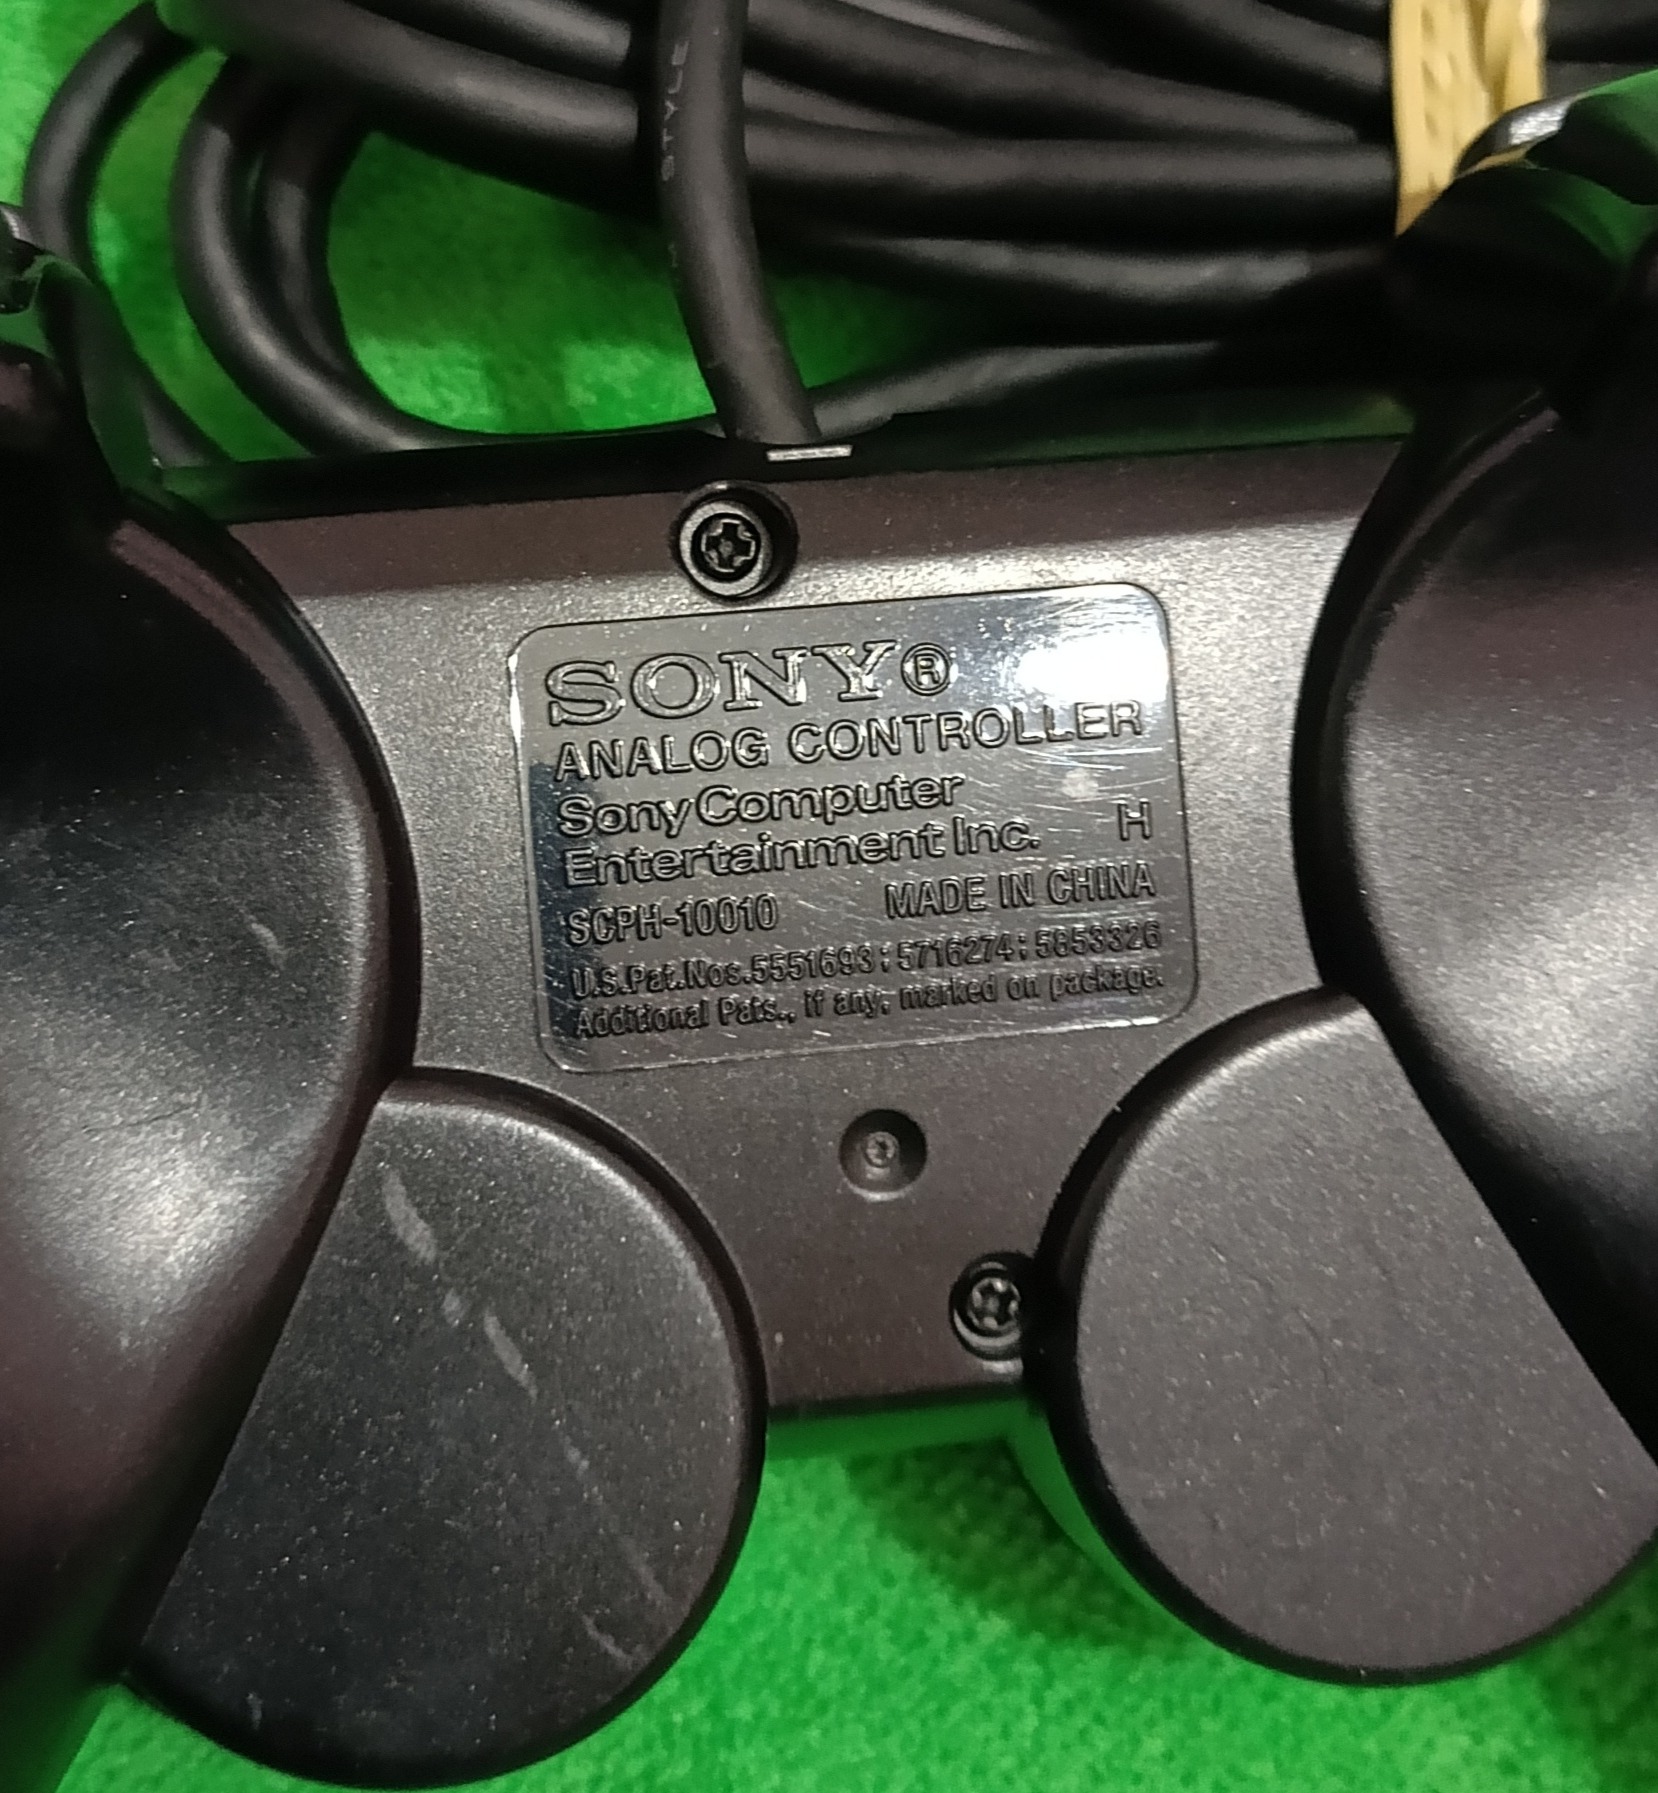 STYLE
SONY®
ANALOG CONTROLLER
Sony Computer
Entertainment Inc. H
SCPH-10010 MADE IN CHINA
U.S.Pat.Nos.5551693;5716274;5853326
Additional Pats., if any, marked on package.